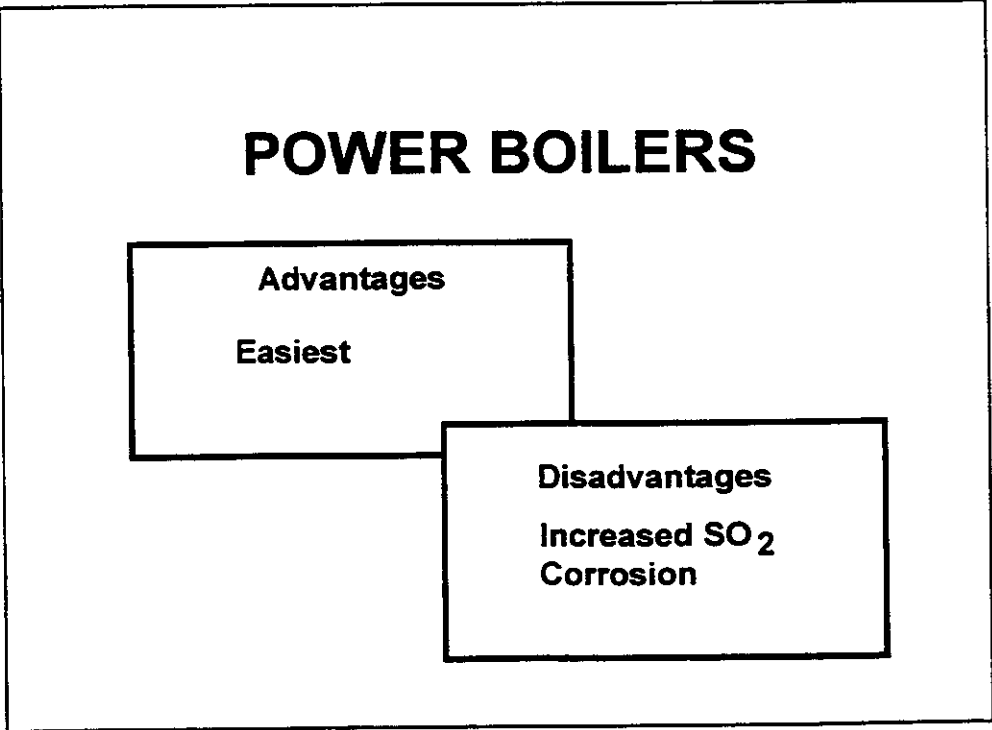 POWER BOILERS
Advantages
Easiest
Disadvantages
Increased SO2
Corrosion